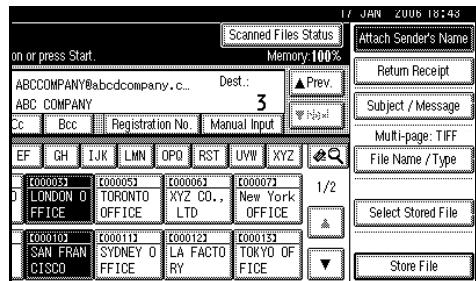 17 JAN 2006 18:43
Scanned Files Status
Attach Sender's Name
on or press Start.
Memory:100%
Return Receipt
ABCCOMPANY@abcdcompany.c...
Dest.:
▲Prev.
ABC COMPANY
3
▼Next
Subject / Message
Cc
Bcc
Registration No.
Manual Input
Multi-page: TIFF
EF
GH
IJK
LMN
OPQ
RST
UVW
XYZ
File Name / Type
[00003]
[00005]
[00006]
[00007]
1/2
LONDON O
TORONTO
XYZ CO.,
New York
FFICE
OFFICE
LTD
OFFICE
Select Stored File
[00010]
[00011]
[00012]
[00013]
SAN FRAN
SYDNEY O
LA FACTO
TOKYO OF
CISCO
FFICE
RY
FICE
Store File